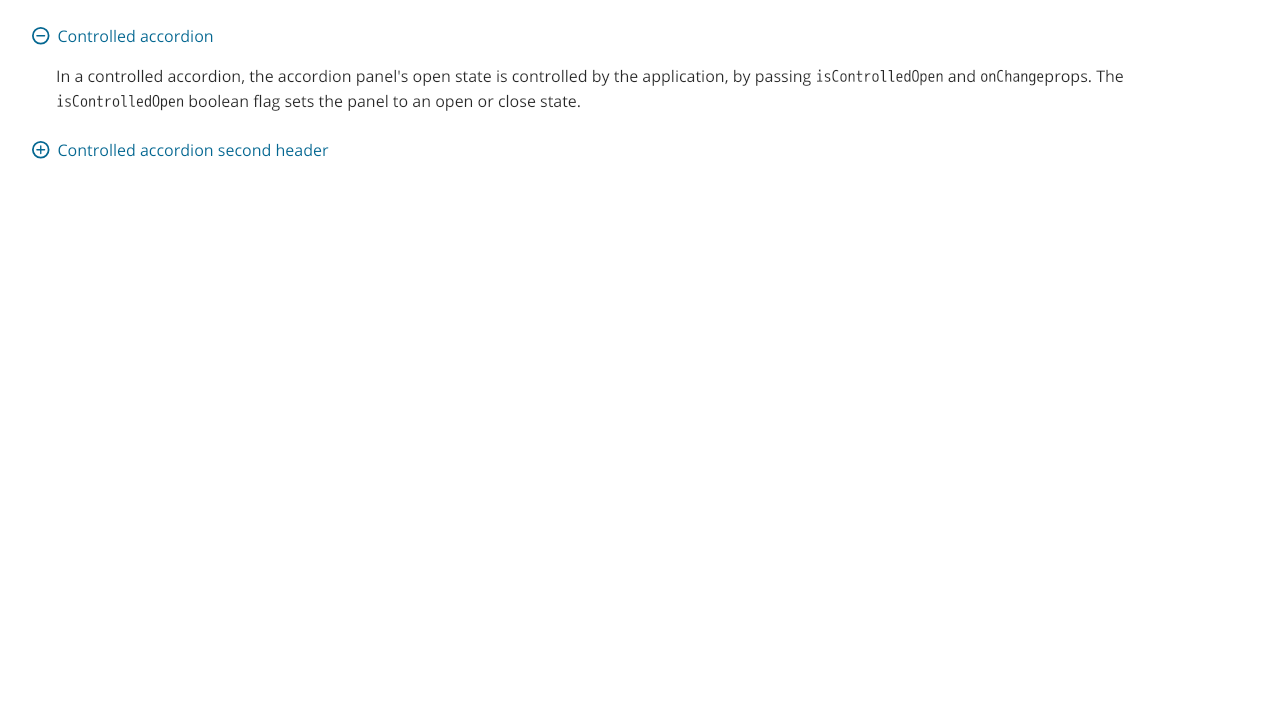 Controlled accordion
In a controlled accordion, the accordion panel's open state is controlled by the application, by passing isControlledOpen and onChangeprops. The
isControlledOpen boolean flag sets the panel to an open or close state.
Controlled accordion second header